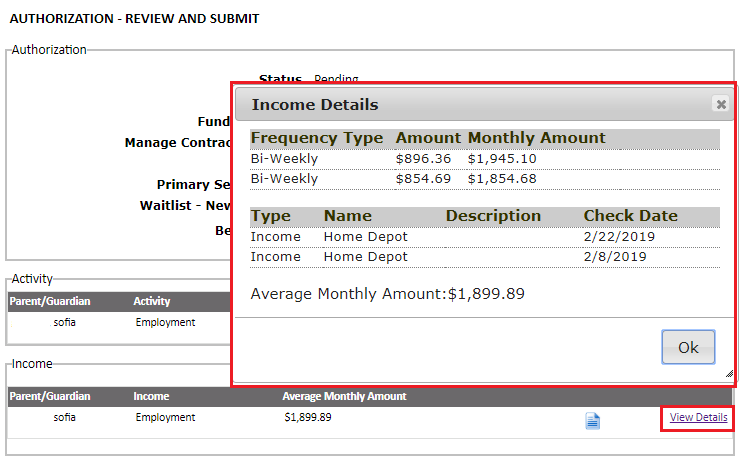 AUTHORIZATION - REVIEW AND SUBMIT
Authorization
Status Pending
Fund
Manage Contrac
Primary Se
Waitlist - New
Be
Income Details
Frequency Type Amount Monthly Amount
Bi-Weekly $896.36 $1,945.10
Bi-Weekly $854.69 $1,854.68
Type Name Description Check Date
Income Home Depot 2/22/2019
Income Home Depot 2/8/2019
Average Monthly Amount:$1,899.89
Ok
Activity
Parent/Guardian Activity
sofia Employment
Income
Parent/Guardian Income Average Monthly Amount
sofia Employment $1,899.89 View Details